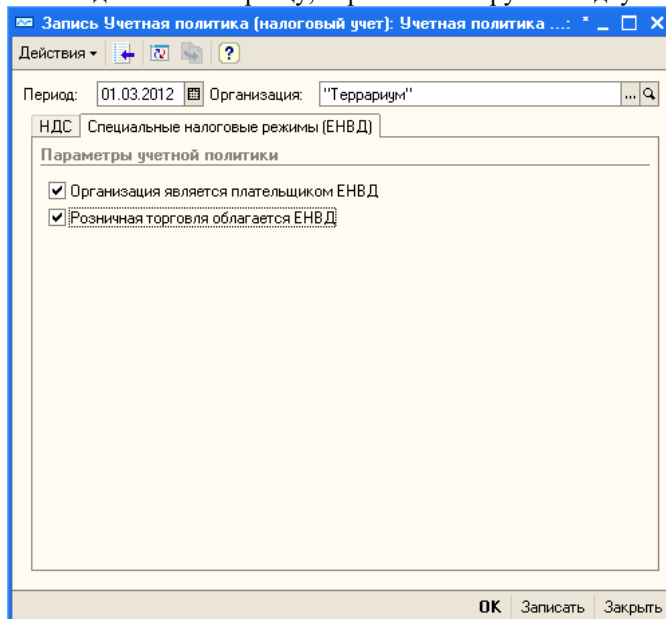 Запись Учетная политика (налоговый учет): Учетная политика ...: *
Действия
Период: 01.03.2012 Организация: "Террариум" ...
НДС Специальные налоговые режимы (ЕНВД)
Параметры учетной политики
Организация является плательщиком ЕНВД
Розничная торговля облагается ЕНВД
OK Записать Закрыть